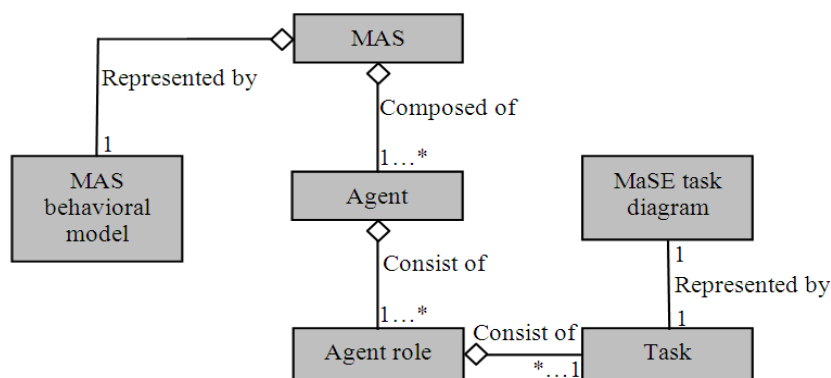 MAS
Represented by
Composed of
1
1...*
MAS
behavioral
model
Agent
MaSE task
diagram
Consist of
1
Represented by
1...*
1
Consist of
Agent role
*...1
Task